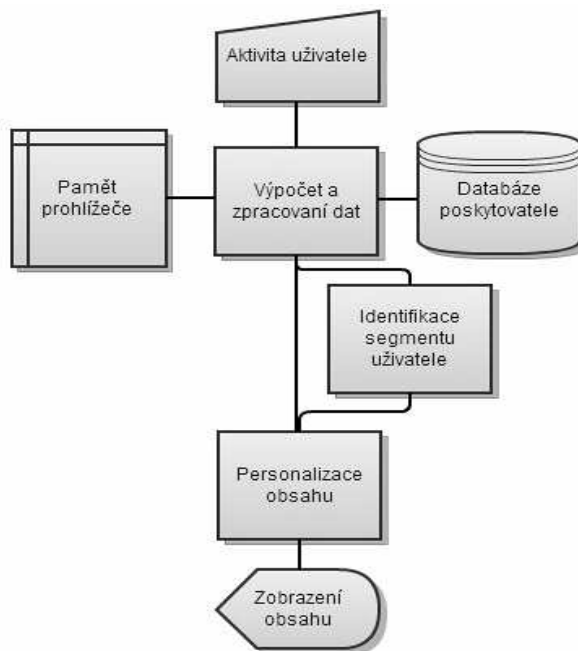 Aktivita uživatele
Pamět
prohlížeče
Výpočet a
zpracovaní dat
Databáze
poskytovatele
Identifikace
segmentu
uživatele
Personalizace
obsahu
Zobrazení
obsahu